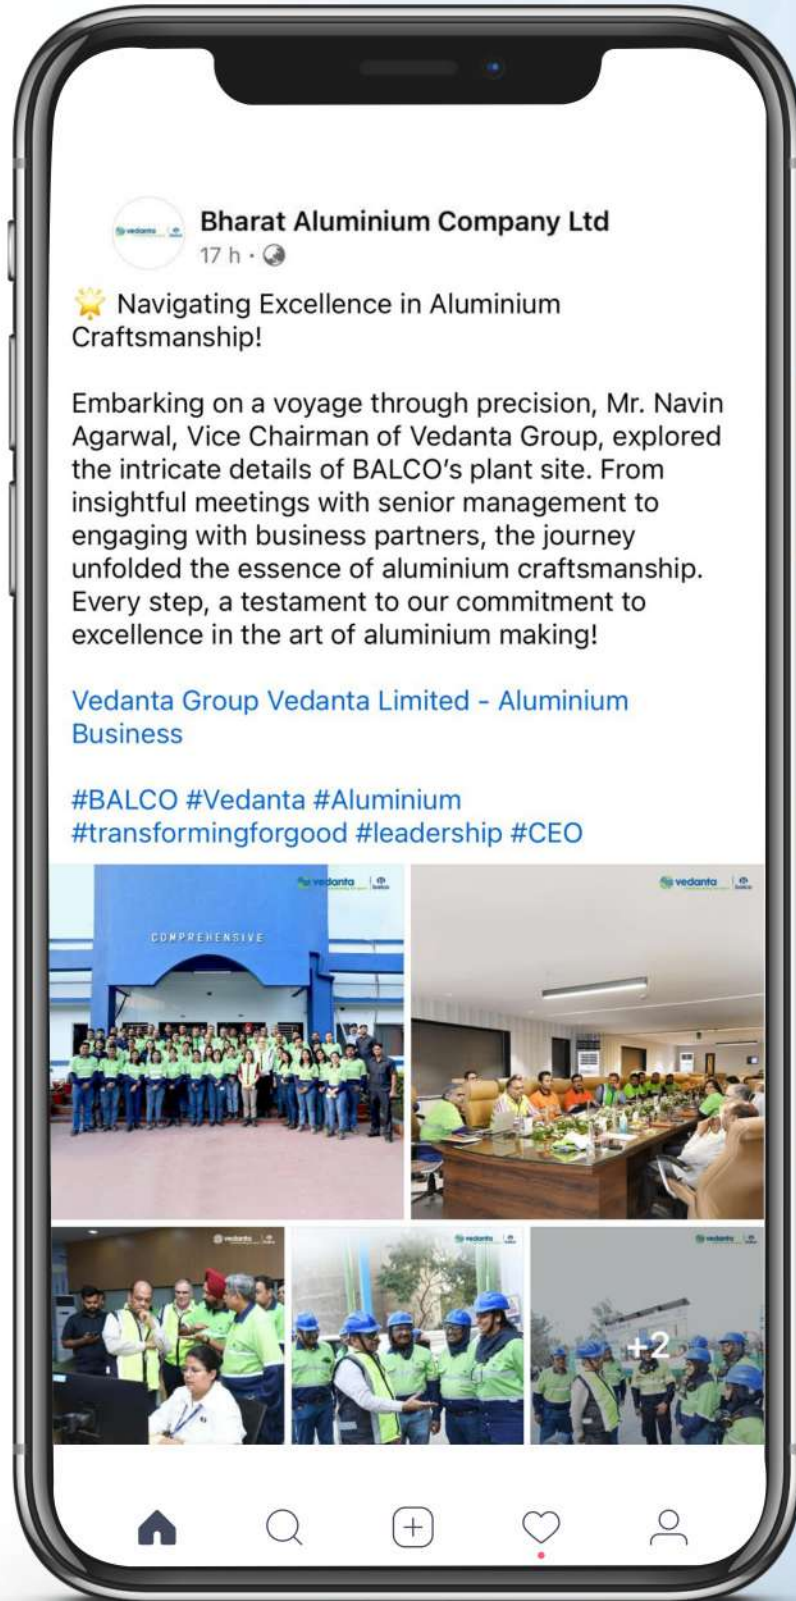 vedanta
Bharat Aluminium Company Ltd
17 h ·
🌟 Navigating Excellence in Aluminium
Craftsmanship!
Embarking on a voyage through precision, Mr. Navin
Agarwal, Vice Chairman of Vedanta Group, explored
the intricate details of BALCO's plant site. From
insightful meetings with senior management to
engaging with business partners, the journey
unfolded the essence of aluminium craftsmanship.
Every step, a testament to our commitment to
excellence in the art of aluminium making!
Vedanta Group Vedanta Limited - Aluminium
Business
#BALCO #Vedanta #Aluminium
#transformingforgood #leadership #CEO
vedanta
vedanta
COMPREHENSIVE
vedanta
vedanta
vedanta
+2